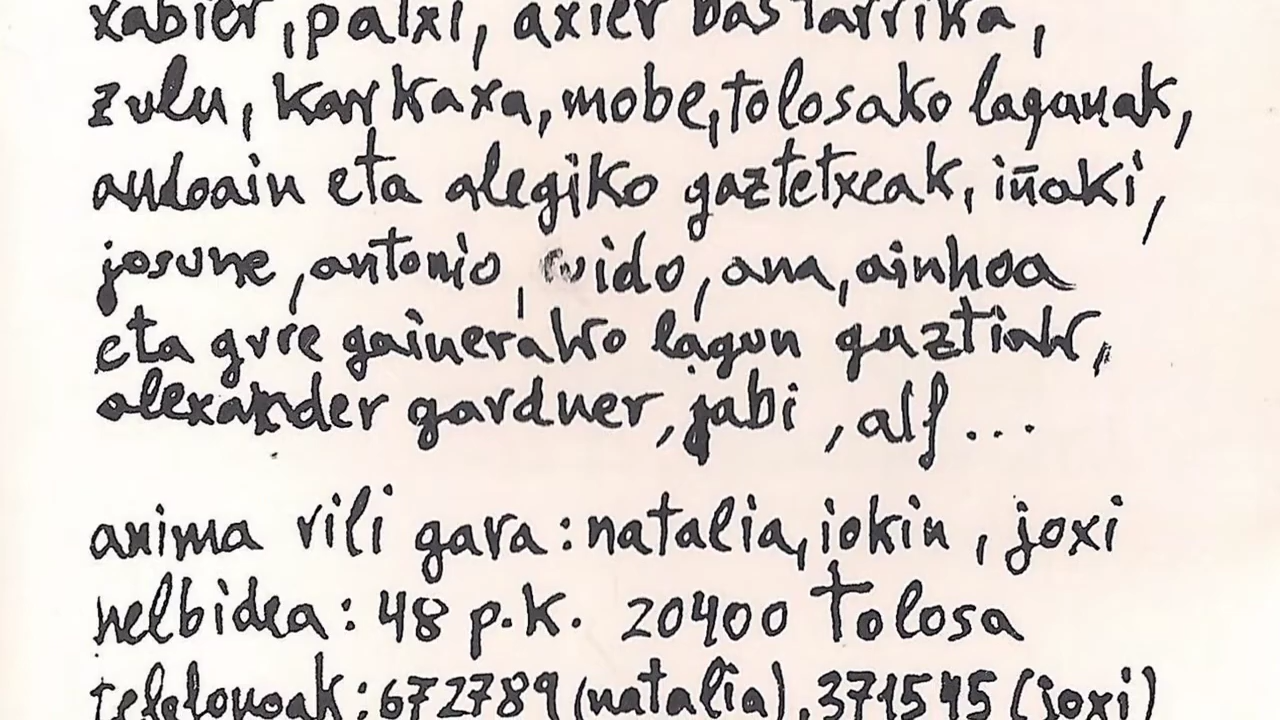 xabier, patxi, axier bastarrika,
zulu, karkaxa, mobe, tolosako lagunak,
andoain eta alegiko gaztetxeak, iñaki,
josune, antonio, ana, ainhoa
eta gure gainerako lagun guztiak,
alexander gardner, jabi, alf...
anima vili gara: natalia, iokin, joxi
helbidea: 48 p.k. 20400 Tolosa
telefonoak: 672789 (natalia), 371545 (joxi)